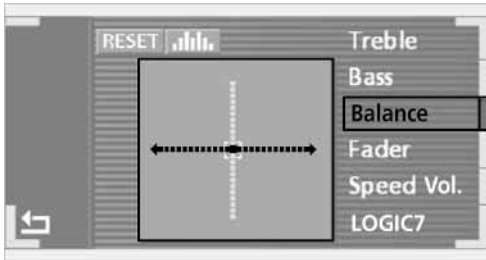 RESET
Treble
Bass
Balance
Fader
Speed Vol.
LOGIC7